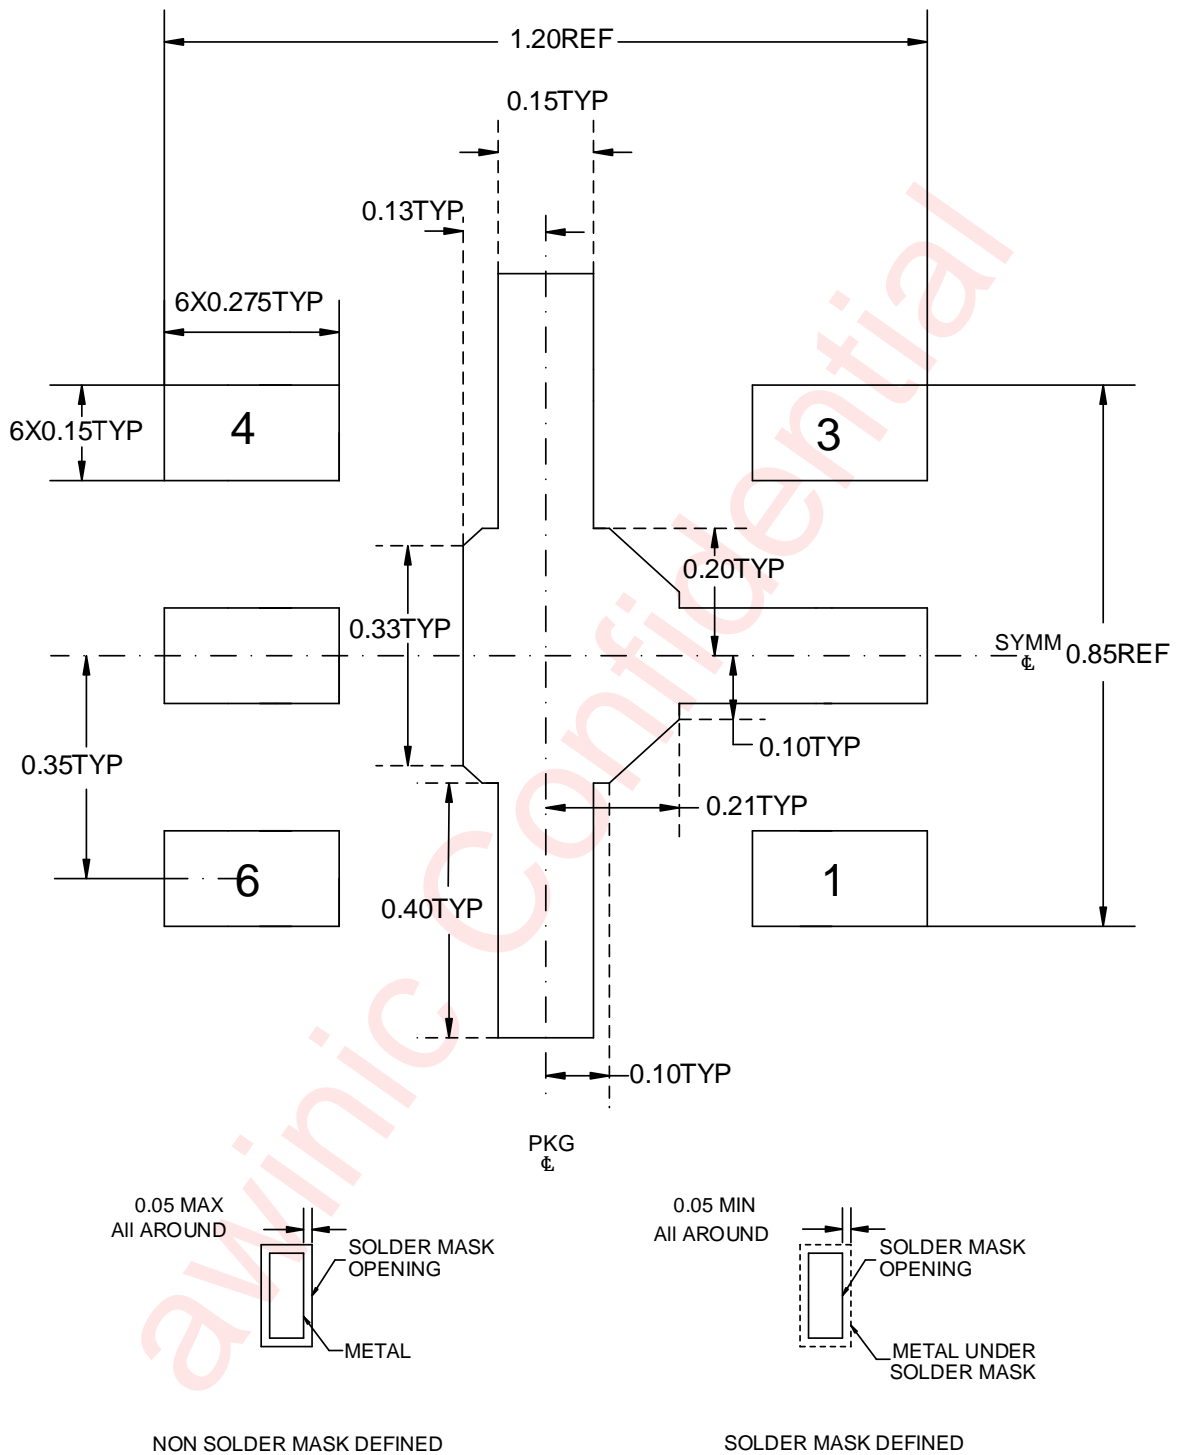 1.20REF
0.15TYP
0.13TYP
6X0.275TYP
6X0.15TYP
4
3
0.20TYP
0.33TYP
SYMM
℄
0.85REF
0.10TYP
0.35TYP
0.21TYP
6
1
0.40TYP
0.10TYP
PKG
℄
0.05 MAX
All AROUND
SOLDER MASK
OPENING
METAL
NON SOLDER MASK DEFINED
0.05 MIN
All AROUND
SOLDER MASK
OPENING
METAL UNDER
SOLDER MASK
SOLDER MASK DEFINED
awinic Confidential